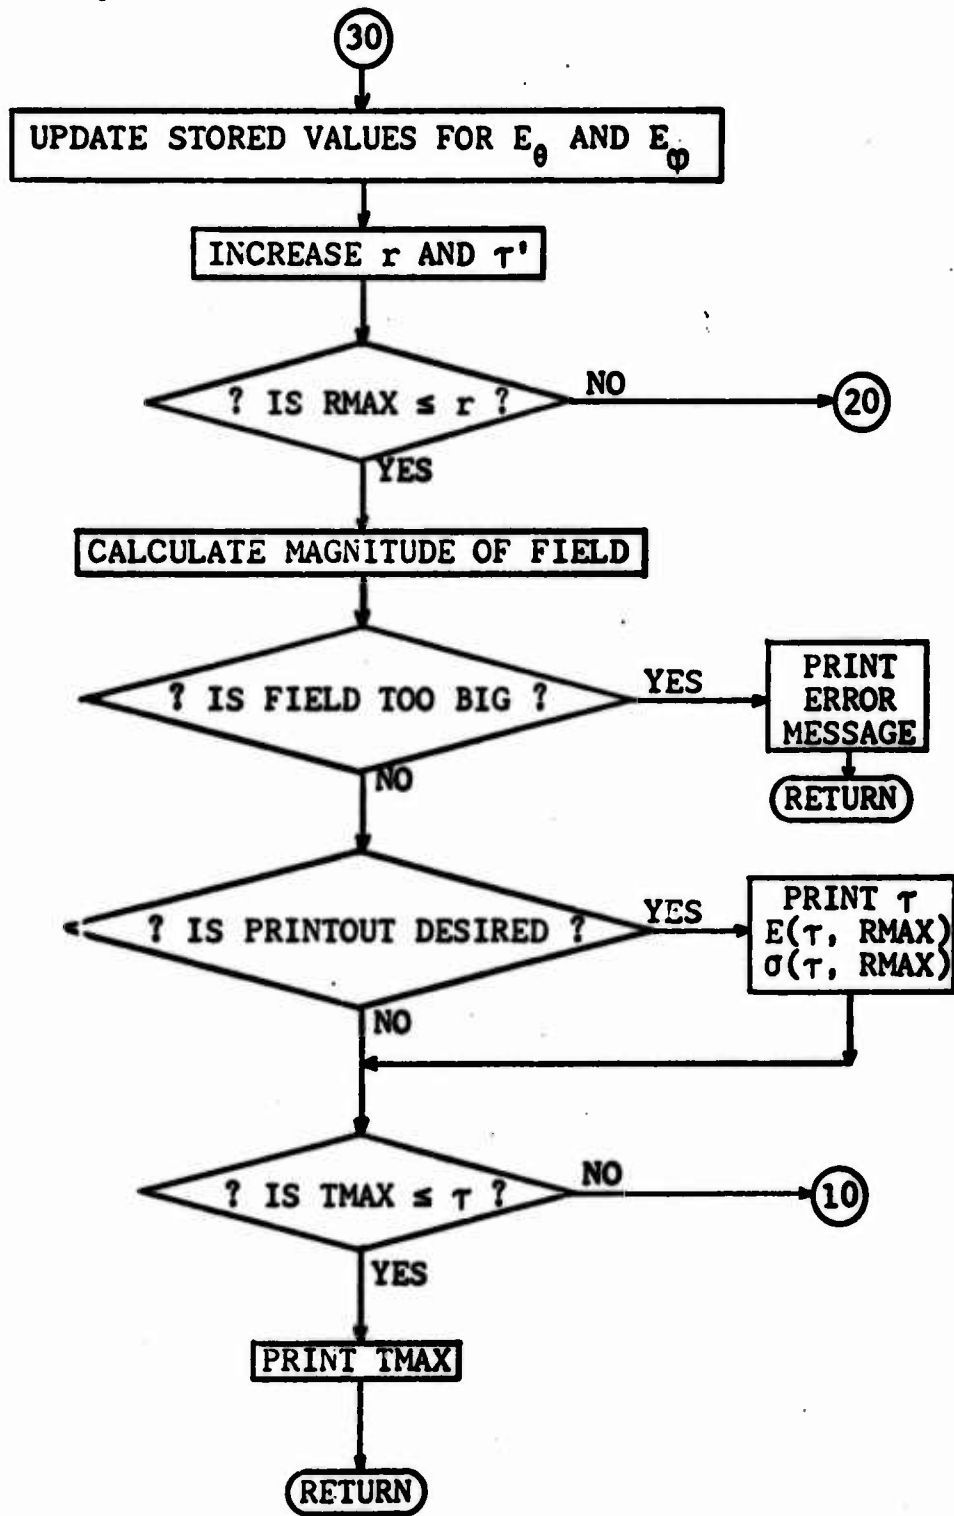 30
UPDATE STORED VALUES FOR E_θ AND E_φ
INCREASE r AND τ'
? IS RMAX ≤ r ?
NO
20
YES
CALCULATE MAGNITUDE OF FIELD
? IS FIELD TOO BIG ?
YES
PRINT
ERROR
MESSAGE
RETURN
NO
? IS PRINTOUT DESIRED ?
YES
PRINT τ
E(τ, RMAX)
σ(τ, RMAX)
NO
? IS TMAX ≤ τ ?
NO
10
YES
PRINT TMAX
RETURN